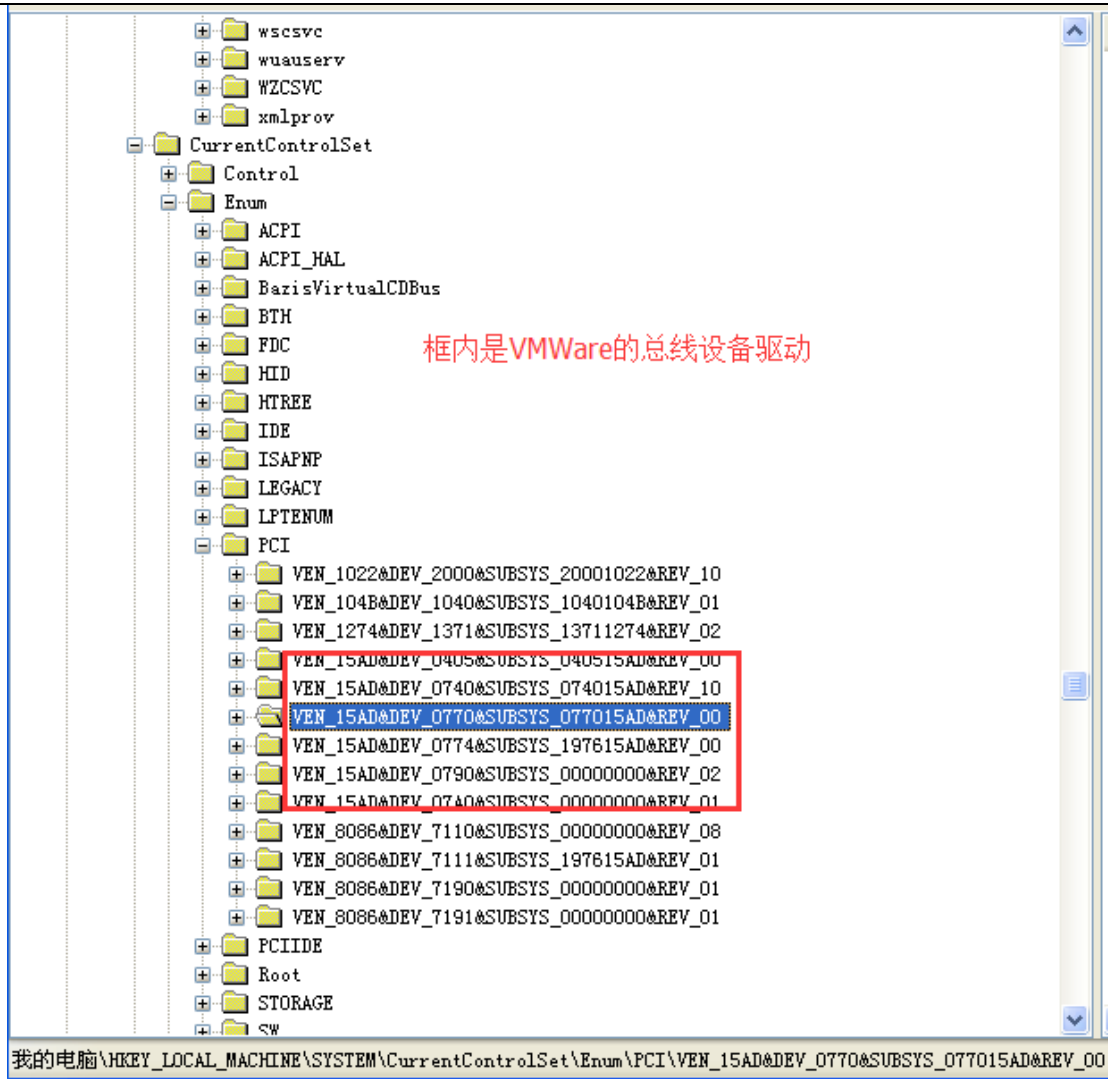 wscsvc
wuauserv
WZCSVC
xmlprov
CurrentControlSet
Control
Enum
ACPI
ACPI_HAL
BazisVirtualCDBus
BTH
框内是VMWare的总线设备驱动
FDC
HID
HTREE
IDE
ISAPNP
LEGACY
LPTENUM
PCI
VEN_1022&DEV_2000&SUBSYS_20001022&REV_10
VEN_104B&DEV_1040&SUBSYS_1040104B&REV_01
VEN_1274&DEV_1371&SUBSYS_13711274&REV_02
VEN_15AD&DEV_0405&SUBSYS_040515AD&REV_00
VEN_15AD&DEV_0740&SUBSYS_074015AD&REV_10
VEN_15AD&DEV_0770&SUBSYS_077015AD&REV_00
VEN_15AD&DEV_0774&SUBSYS_197615AD&REV_00
VEN_15AD&DEV_0790&SUBSYS_00000000&REV_02
VEN_15AD&DEV_07A0&SUBSYS_00000000&REV_01
VEN_8086&DEV_7110&SUBSYS_00000000&REV_08
VEN_8086&DEV_7111&SUBSYS_197615AD&REV_01
VEN_8086&DEV_7190&SUBSYS_00000000&REV_01
VEN_8086&DEV_7191&SUBSYS_00000000&REV_01
PCIIDE
Root
STORAGE
SW
我的电脑\HKEY_LOCAL_MACHINE\SYSTEM\CurrentControlSet\Enum\PCI\VEN_15AD&DEV_0770&SUBSYS_077015AD&REV_00